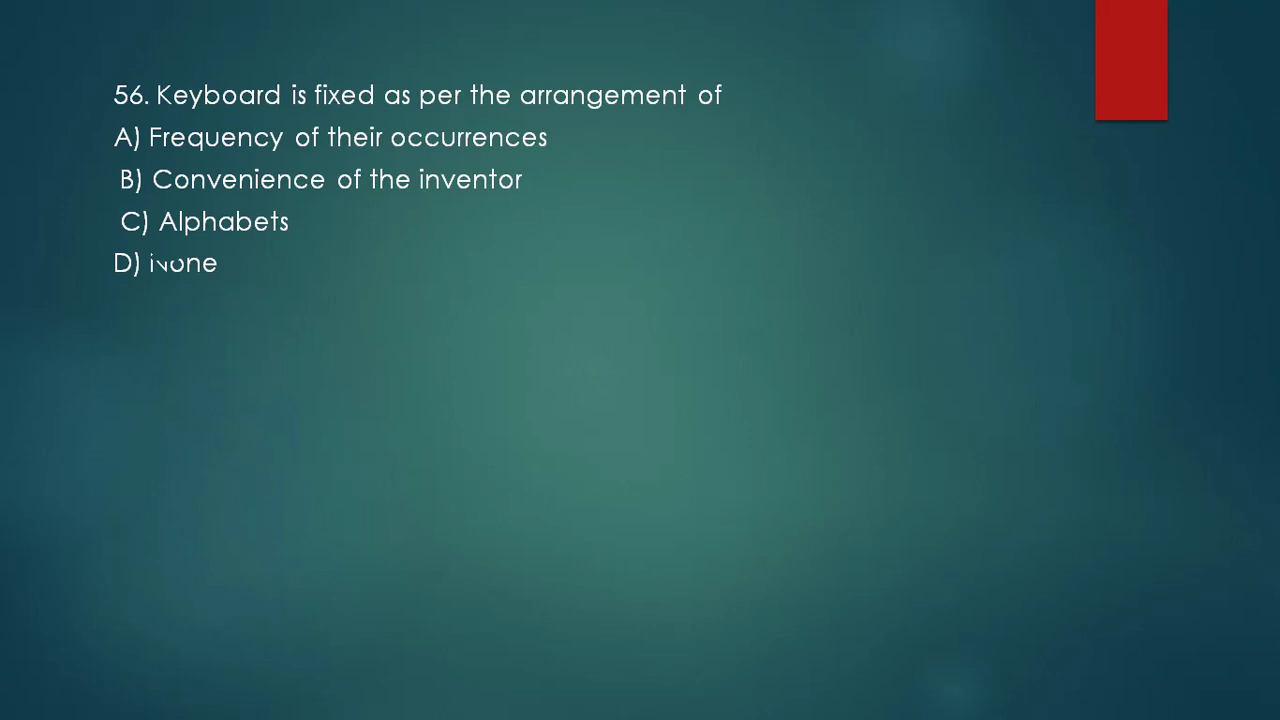 56. Keyboard is fixed as per the arrangement of
A) Frequency of their occurrences
B) Convenience of the inventor
C) Alphabets
D) None